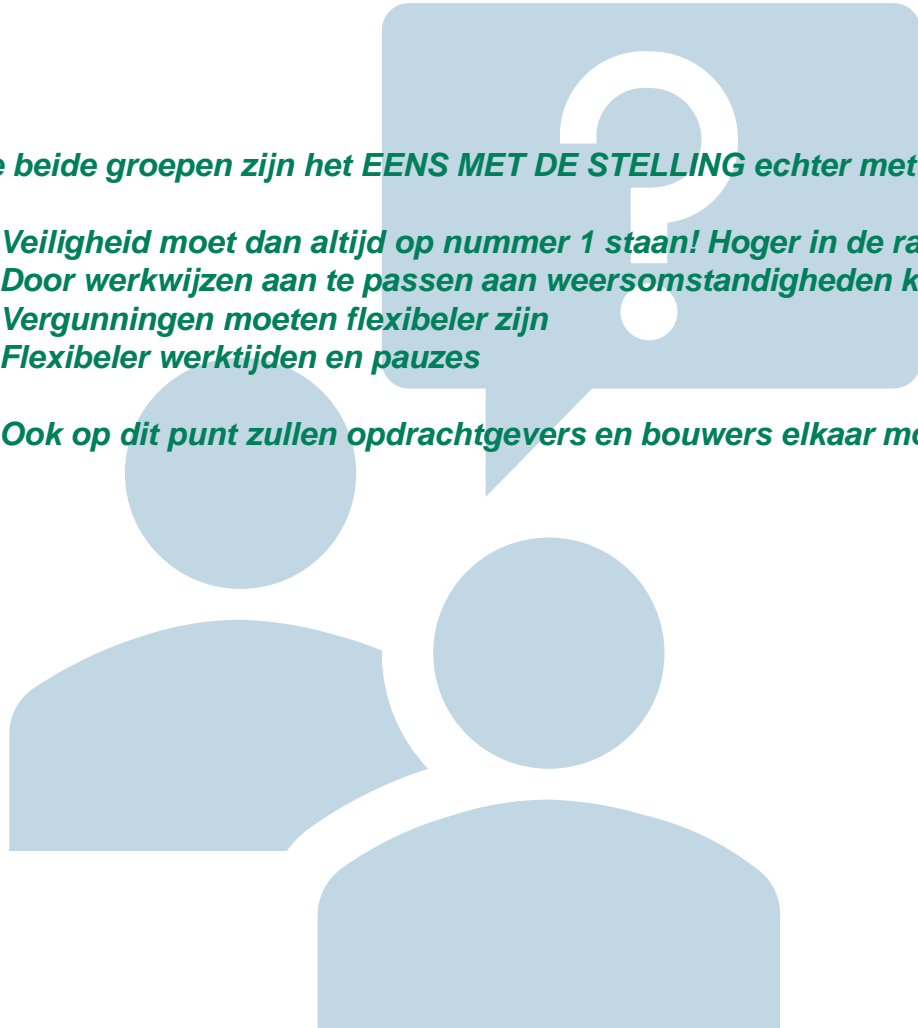 e beide groepen zijn het EENS MET DE STELLING echter met
Veiligheid moet dan altijd op nummer 1 staan! Hoger in de ra
Door werkwijzen aan te passen aan weersomstandigheden k
Vergunningen moeten flexibeler zijn
Flexibeler werktijden en pauzes
Ook op dit punt zullen opdrachtgevers en bouwers elkaar mo
?